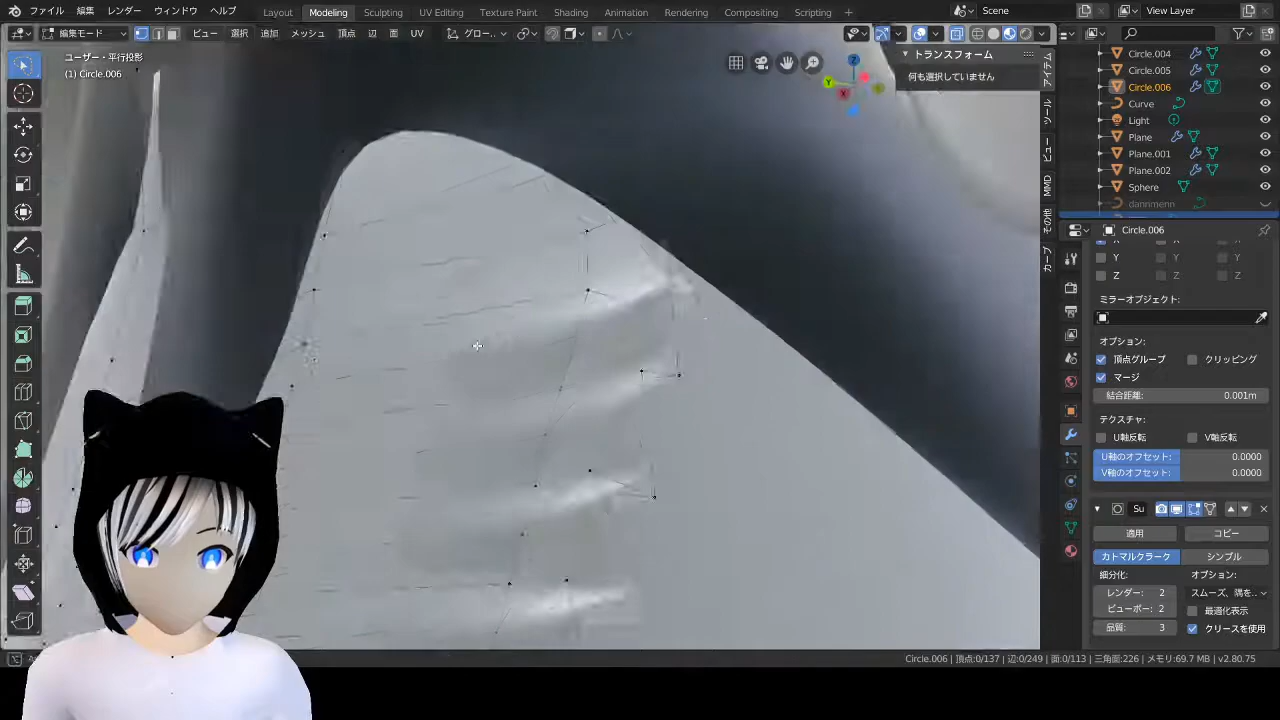 ファイル 編集 レンダー ウィンドウ ヘルプ Layout Modeling Sculpting UV Editing Texture Paint Shading Animation Rendering Compositing Scripting + Scene View Layer
編集モード ビュー 選択 追加 メッシュ 頂点 辺 面 UV グロー..
ユーザー・平行投影
(1) Circle.006
トランスフォーム
何も選択していません
アイテム
ツール
ビュー
MMD
その他
カーブ
Circle.004
Circle.005
Circle.006
Curve
Light
Plane
Plane.001
Plane.002
Sphere
dannmenn
Circle.006
Y
Z
ミラーオブジェクト:
オプション:
頂点グループ クリッピング
マージ
結合距離: 0.001m
テクスチャ:
U軸反転 V軸反転
U軸のオフセット: 0.0000
V軸のオフセット: 0.0000
Su
適用 コピー
カトマルクラーク シンプル
細分化: オプション:
レンダー: 2 スムーズ、隅を..
ビューポー: 2 最適化表示
品質: 3 クリースを使用
Circle.006 | 頂点:0/137 | 辺:0/249 | 面:0/113 | 三角面:226 | メモリ:69.7 MB | v2.80.75